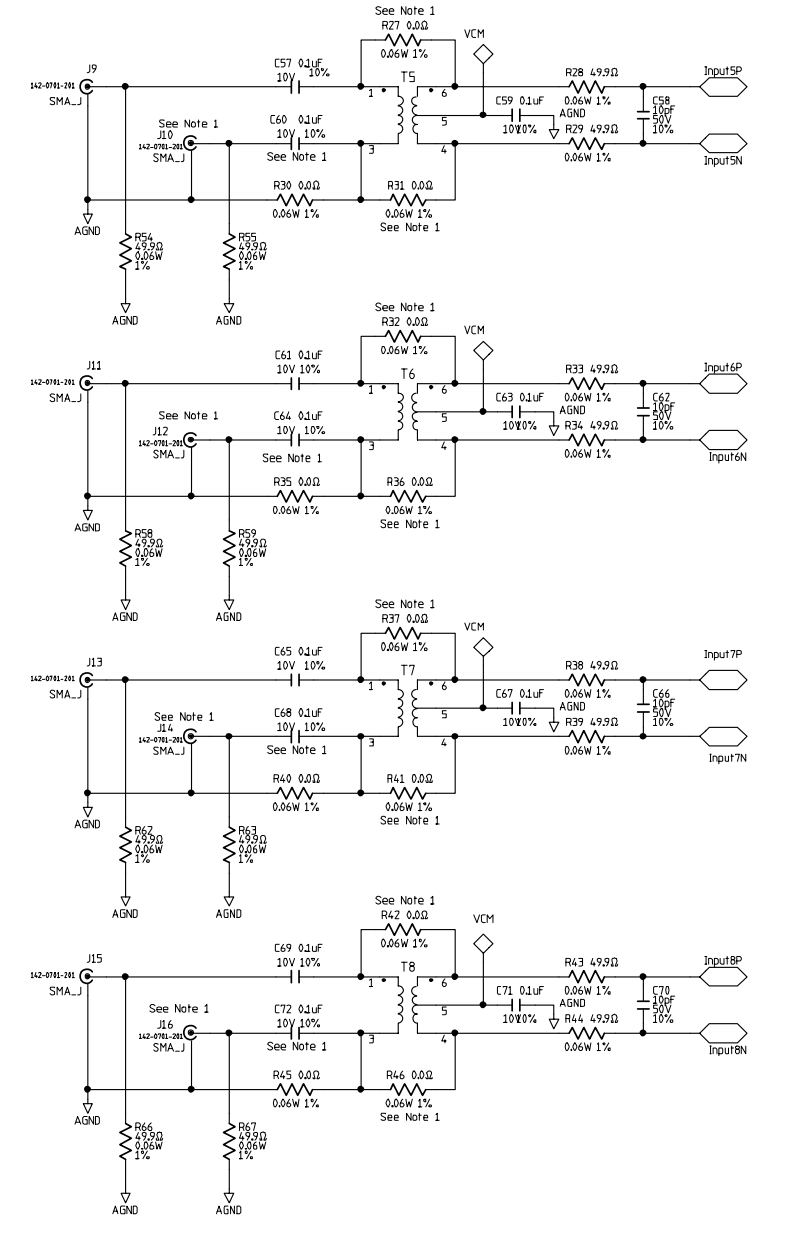 See Note 1
R27 0.0Ω
0.06W 1%
VCM
J9
142-0701-201
SMA_J
C57 0.1uF
10V 10%
T5
1
6
5
3
4
R28 49.9Ω
0.06W 1%
Input5P
C59 0.1uF
10V 10%
AGND
C58
10pF
50V
10%
See Note 1
J10
142-0701-201
SMA_J
C60 0.1uF
10V 10%
See Note 1
R29 49.9Ω
0.06W 1%
Input5N
R30 0.0Ω
0.06W 1%
R31 0.0Ω
0.06W 1%
See Note 1
AGND
R54
49.9Ω
0.06W
1%
R55
49.9Ω
0.06W
1%
AGND
AGND
See Note 1
R32 0.0Ω
0.06W 1%
VCM
J11
142-0701-201
SMA_J
C61 0.1uF
10V 10%
T6
1
6
5
3
4
R33 49.9Ω
0.06W 1%
Input6P
C63 0.1uF
10V 10%
AGND
C62
10pF
50V
10%
See Note 1
J12
142-0701-201
SMA_J
C64 0.1uF
10V 10%
See Note 1
R34 49.9Ω
0.06W 1%
Input6N
R35 0.0Ω
0.06W 1%
R36 0.0Ω
0.06W 1%
See Note 1
AGND
R58
49.9Ω
0.06W
1%
R59
49.9Ω
0.06W
1%
AGND
AGND
See Note 1
R37 0.0Ω
0.06W 1%
VCM
J13
142-0701-201
SMA_J
C65 0.1uF
10V 10%
T7
1
6
5
3
4
R38 49.9Ω
0.06W 1%
Input7P
C67 0.1uF
10V 10%
AGND
C66
10pF
50V
10%
See Note 1
J14
142-0701-201
SMA_J
C68 0.1uF
10V 10%
See Note 1
R39 49.9Ω
0.06W 1%
Input7N
R40 0.0Ω
0.06W 1%
R41 0.0Ω
0.06W 1%
See Note 1
AGND
R62
49.9Ω
0.06W
1%
R63
49.9Ω
0.06W
1%
AGND
AGND
See Note 1
R42 0.0Ω
0.06W 1%
VCM
J15
142-0701-201
SMA_J
C69 0.1uF
10V 10%
T8
1
6
5
3
4
R43 49.9Ω
0.06W 1%
Input8P
C71 0.1uF
10V 10%
AGND
C70
10pF
50V
10%
See Note 1
J16
142-0701-201
SMA_J
C72 0.1uF
10V 10%
See Note 1
R44 49.9Ω
0.06W 1%
Input8N
R45 0.0Ω
0.06W 1%
R46 0.0Ω
0.06W 1%
See Note 1
AGND
R66
49.9Ω
0.06W
1%
R67
49.9Ω
0.06W
1%
AGND
AGND